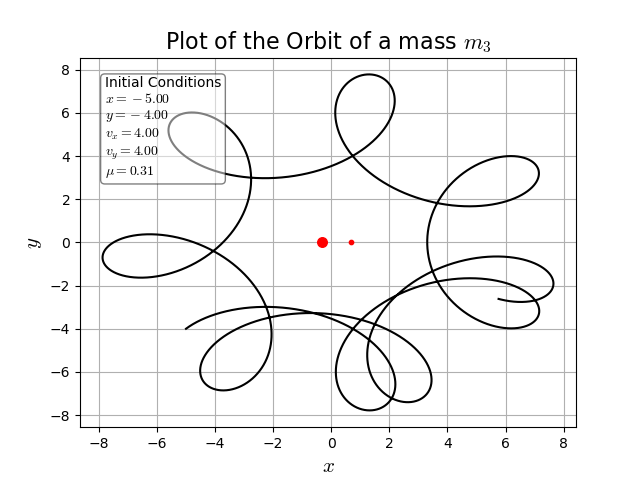 Plot of the Orbit of a mass m₃
Initial Conditions
x = −5.00
y = −4.00
vₓ = 4.00
v_y = 4.00
μ = 0.31
8
6
4
2
0
−2
−4
−6
−8
y
−8 −6 −4 −2 0 2 4 6 8
x